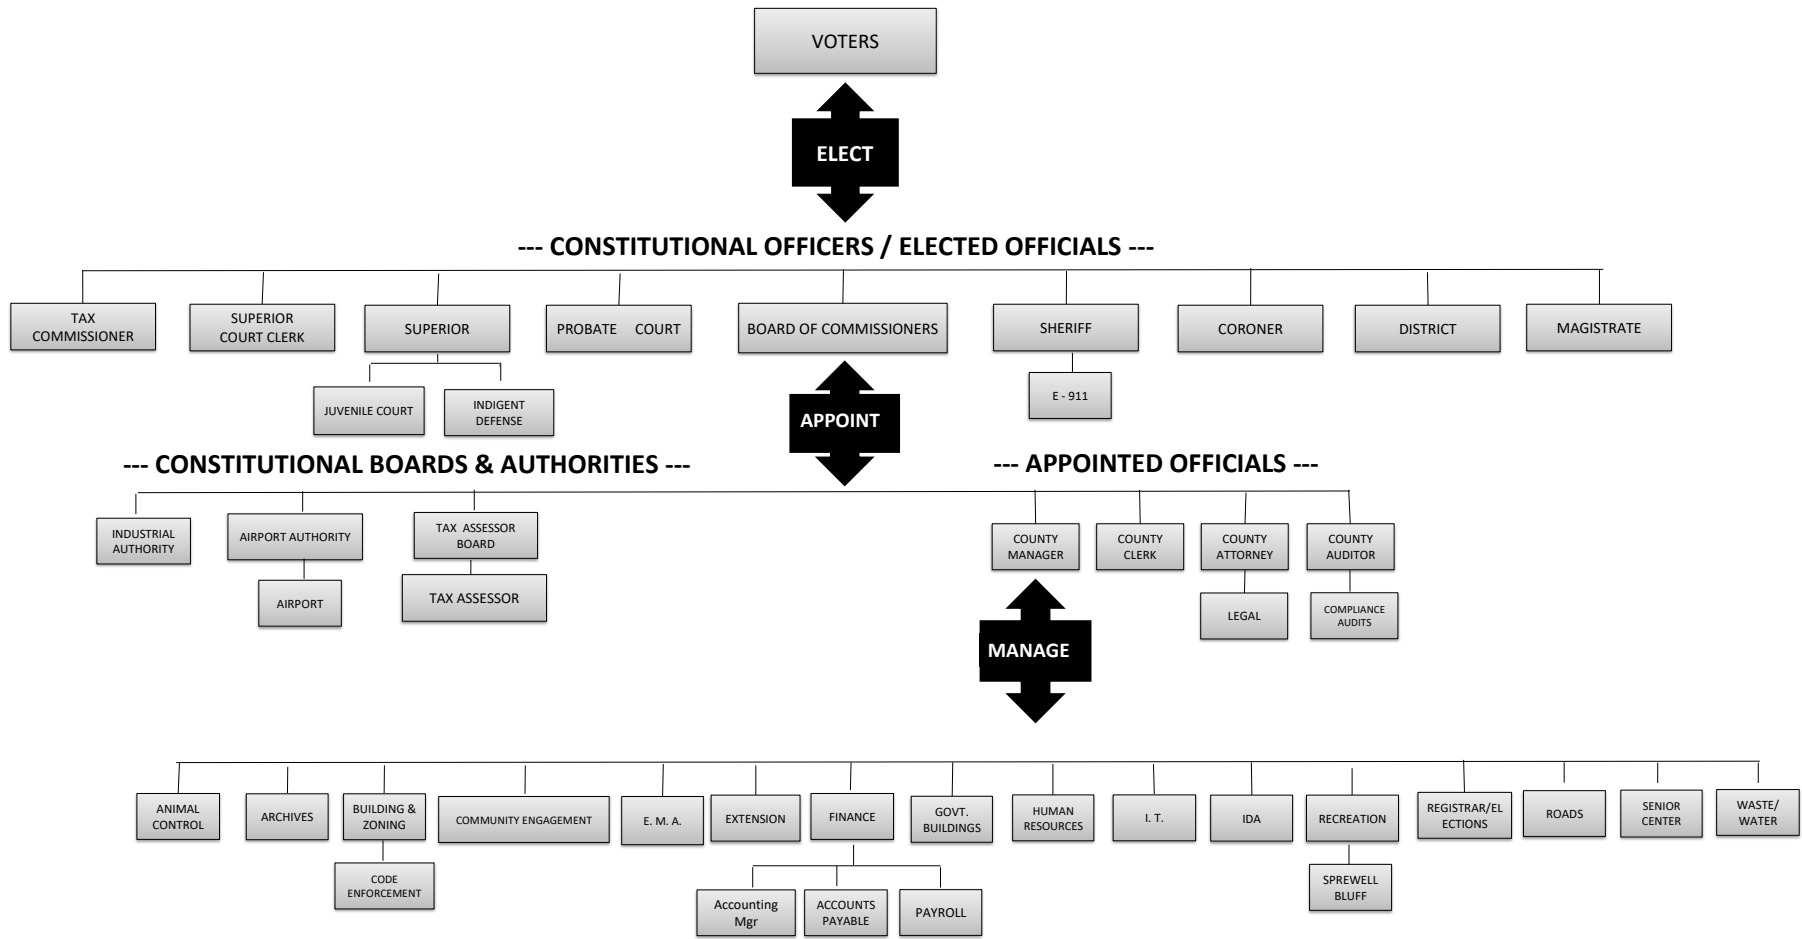 VOTERS
ELECT
--- CONSTITUTIONAL OFFICERS / ELECTED OFFICIALS ---
TAX
COMMISSIONER
SUPERIOR
COURT CLERK
SUPERIOR
PROBATE COURT
BOARD OF COMMISSIONERS
SHERIFF
CORONER
DISTRICT
MAGISTRATE
JUVENILE COURT
INDIGENT
DEFENSE
E - 911
APPOINT
--- CONSTITUTIONAL BOARDS & AUTHORITIES ---
--- APPOINTED OFFICIALS ---
INDUSTRIAL
AUTHORITY
AIRPORT AUTHORITY
TAX ASSESSOR
BOARD
COUNTY
MANAGER
COUNTY
CLERK
COUNTY
ATTORNEY
COUNTY
AUDITOR
AIRPORT
TAX ASSESSOR
LEGAL
COMPLIANCE
AUDITS
MANAGE
ANIMAL
CONTROL
ARCHIVES
BUILDING &
ZONING
COMMUNITY ENGAGEMENT
E. M. A.
EXTENSION
FINANCE
GOVT.
BUILDINGS
HUMAN
RESOURCES
I. T.
IDA
RECREATION
REGISTRAR/EL
ECTIONS
ROADS
SENIOR
CENTER
WASTE/
WATER
CODE
ENFORCEMENT
Accounting
Mgr
ACCOUNTS
PAYABLE
PAYROLL
SPREWELL
BLUFF